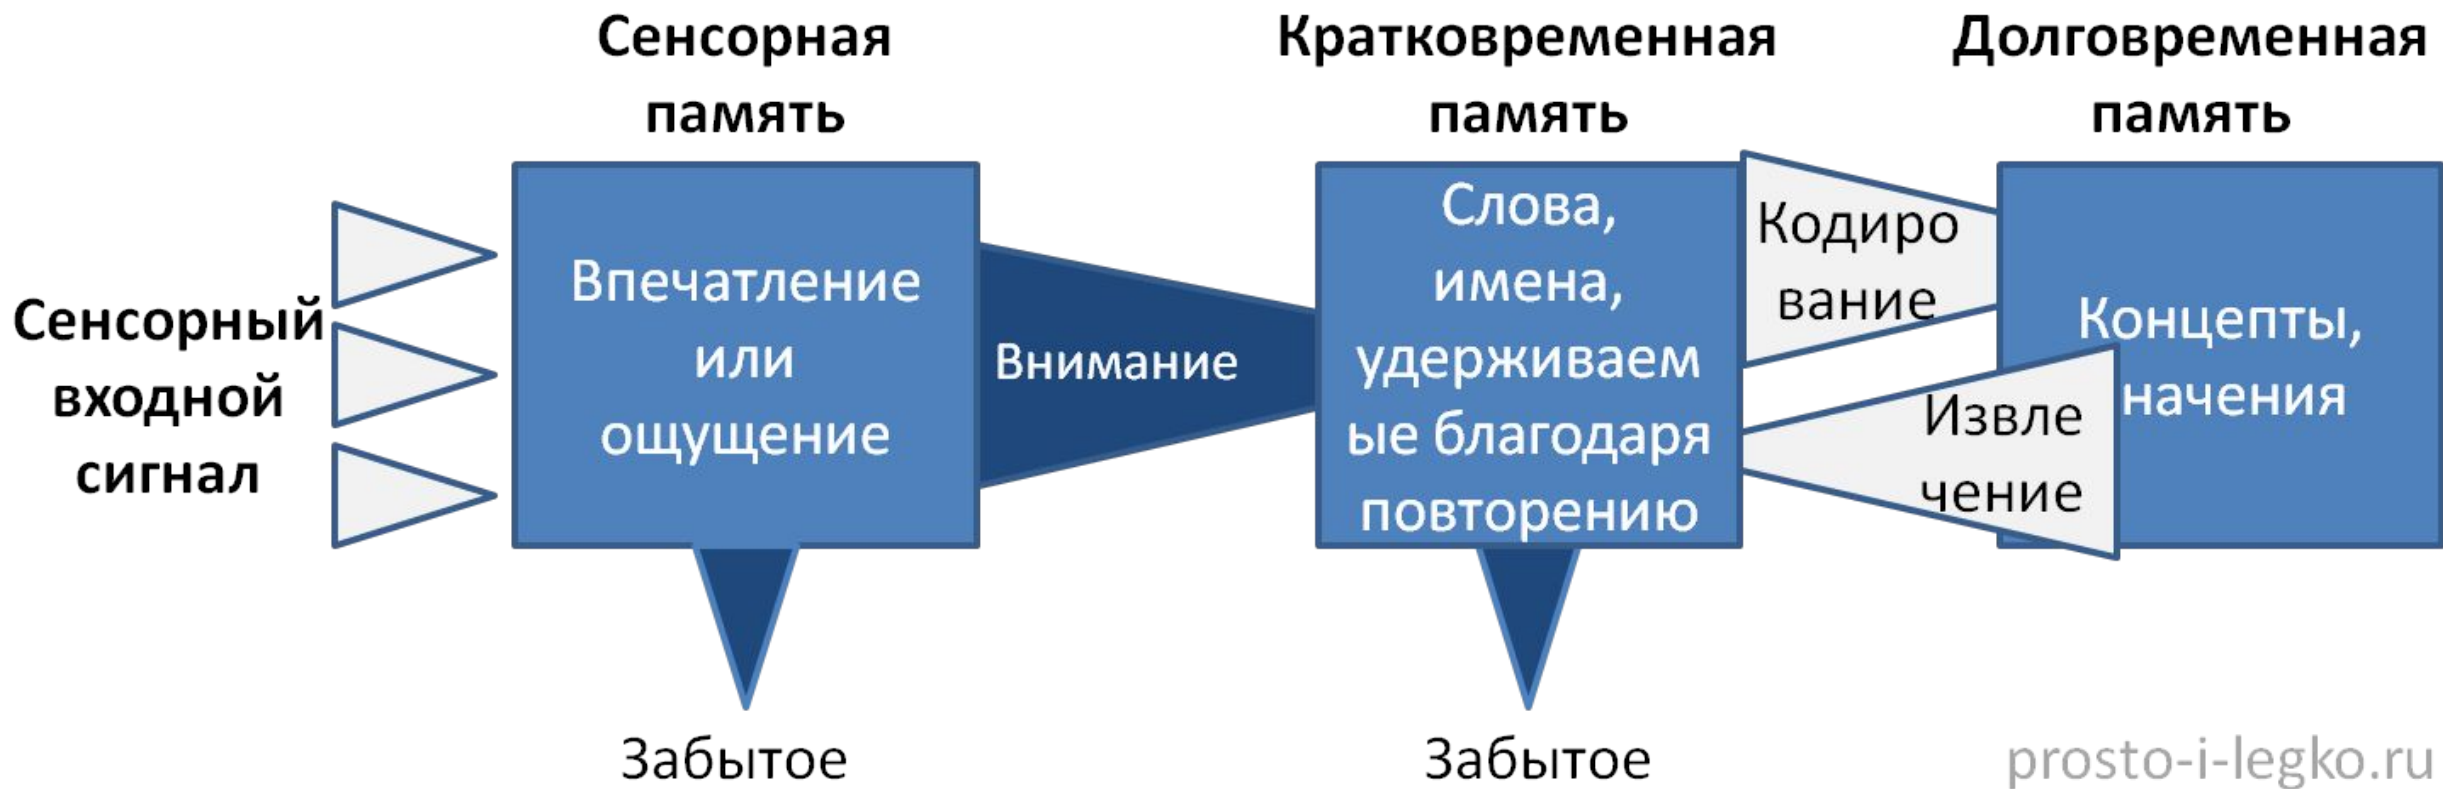 Сенсорная
память
Кратковременная
память
Долговременная
память
Сенсорный
входной
сигнал
Впечатление
или
ощущение
Внимание
Слова,
имена,
удерживаем
ые благодаря
повторению
Кодиро
вание
Извле
чение
Концепты,
начения
Забытое
Забытое
prosto-i-legko.ru